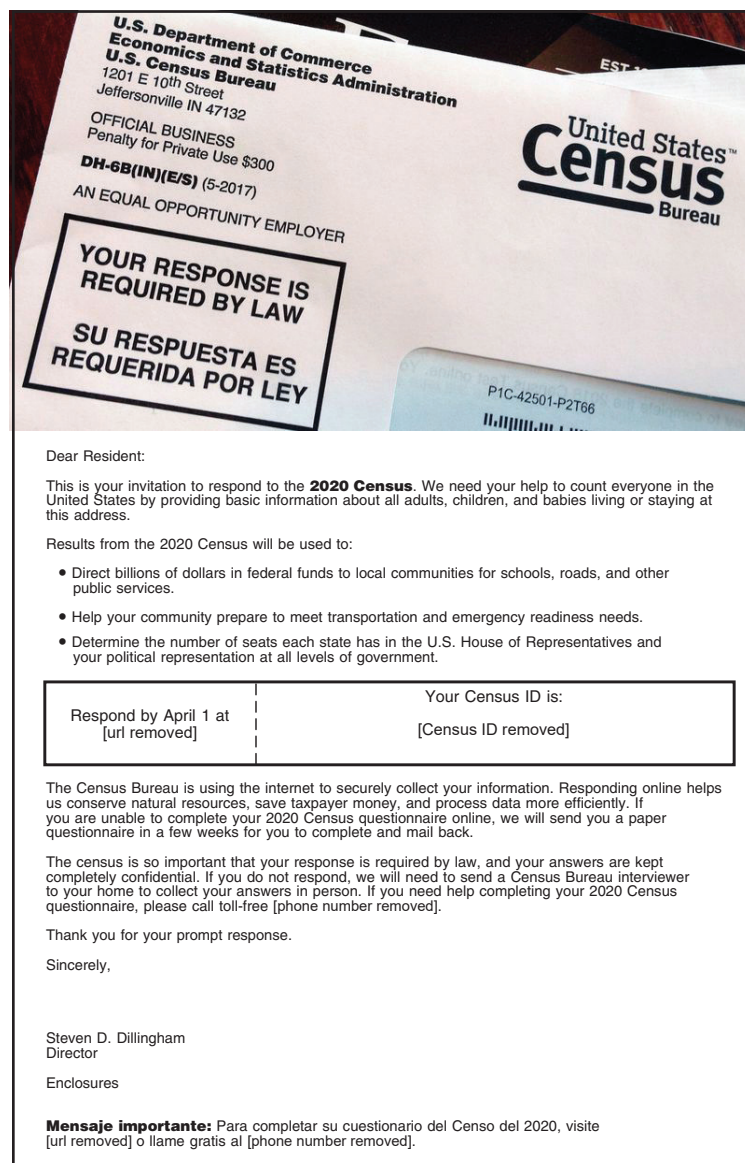 U.S. Department of Commerce
Economics and Statistics Administration
U.S. Census Bureau
1201 E 10th Street
Jeffersonville IN 47132
OFFICIAL BUSINESS
Penalty for Private Use $300
DH-6B(IN)(E/S) (5-2017)
AN EQUAL OPPORTUNITY EMPLOYER
YOUR RESPONSE IS
REQUIRED BY LAW
SU RESPUESTA ES
REQUERIDA POR LEY
EST
United States™
Census
Bureau
P1C-42501-P2T66
Dear Resident:
This is your invitation to respond to the 2020 Census. We need your help to count everyone in the
United States by providing basic information about all adults, children, and babies living or staying at
this address.
Results from the 2020 Census will be used to:
• Direct billions of dollars in federal funds to local communities for schools, roads, and other
public services.
• Help your community prepare to meet transportation and emergency readiness needs.
• Determine the number of seats each state has in the U.S. House of Representatives and
your political representation at all levels of government.
Respond by April 1 at
[url removed]
Your Census ID is:
[Census ID removed]
The Census Bureau is using the internet to securely collect your information. Responding online helps
us conserve natural resources, save taxpayer money, and process data more efficiently. If
you are unable to complete your 2020 Census questionnaire online, we will send you a paper
questionnaire in a few weeks for you to complete and mail back.
The census is so important that your response is required by law, and your answers are kept
completely confidential. If you do not respond, we will need to send a Census Bureau interviewer
to your home to collect your answers in person. If you need help completing your 2020 Census
questionnaire, please call toll-free [phone number removed].
Thank you for your prompt response.
Sincerely,
Steven D. Dillingham
Director
Enclosures
Mensaje importante: Para completar su cuestionario del Censo del 2020, visite
[url removed] o llame gratis al [phone number removed].